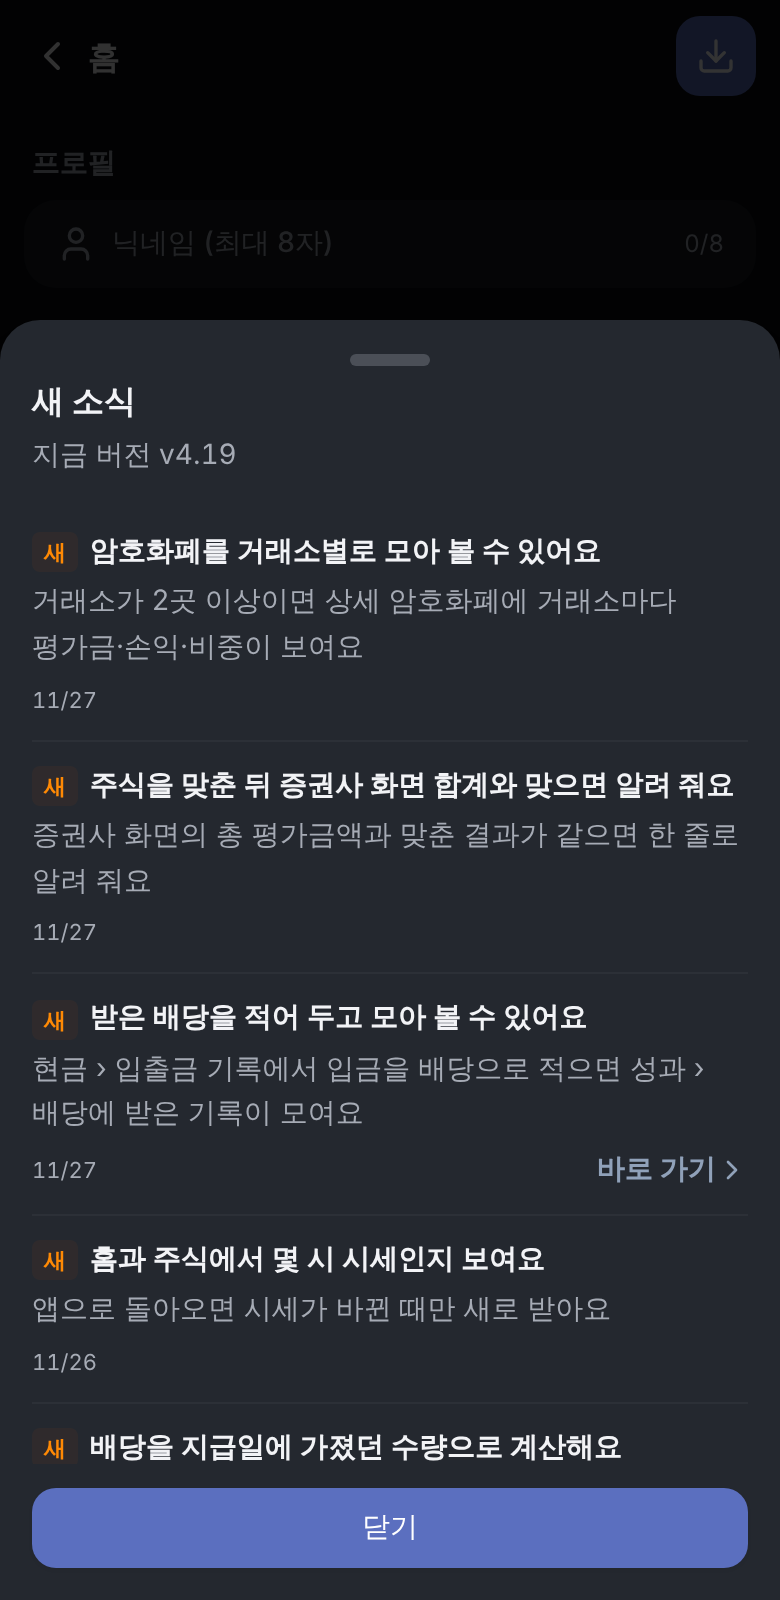 홈
프로필
닉네임 (최대 8자) 0/8
새 소식
지금 버전 v4.19
새 암호화폐를 거래소별로 모아 볼 수 있어요
거래소가 2곳 이상이면 상세 암호화폐에 거래소마다
평가금·손익·비중이 보여요
11/27
새 주식을 맞춘 뒤 증권사 화면 합계와 맞으면 알려 줘요
증권사 화면의 총 평가금액과 맞춘 결과가 같으면 한 줄로
알려 줘요
11/27
새 받은 배당을 적어 두고 모아 볼 수 있어요
현금 › 입출금 기록에서 입금을 배당으로 적으면 성과 ›
배당에 받은 기록이 모여요
11/27 바로 가기
새 홈과 주식에서 몇 시 시세인지 보여요
앱으로 돌아오면 시세가 바뀐 때만 새로 받아요
11/26
새 배당을 지급일에 가졌던 수량으로 계산해요
닫기